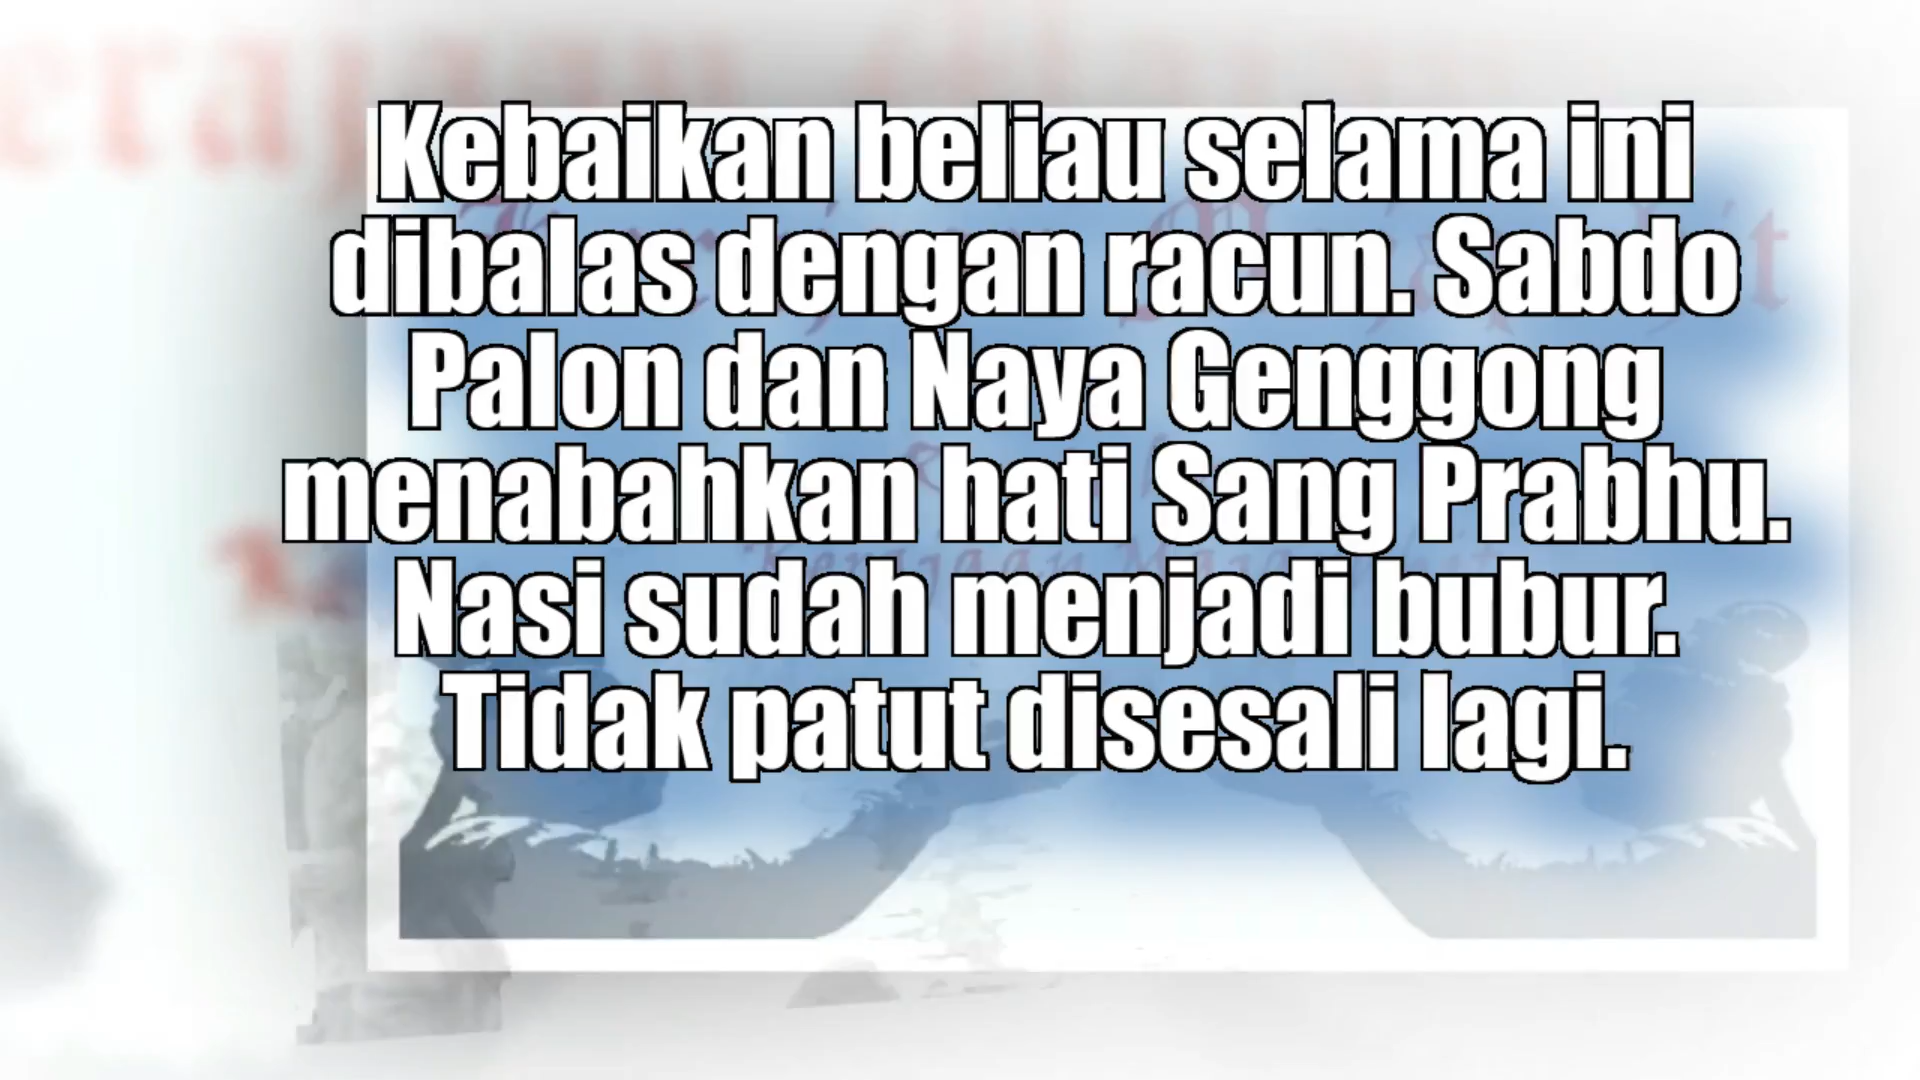 Kebaikan beliau selama ini
dibalas dengan racun. Sabdo
Palon dan Naya Genggong
menabahkan hati Sang Prabhu.
Nasi sudah menjadi bubur.
Tidak patut disesali lagi.